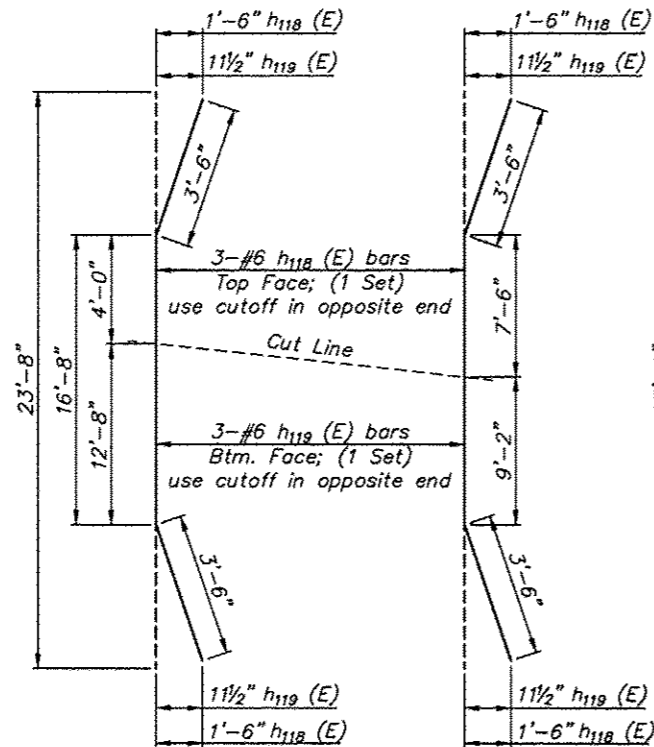 1'-6" h118 (E)
11½" h119 (E)
1'-6" h118 (E)
11½" h119 (E)
3'-6"
3'-6"
3-#6 h118 (E) bars
Top Face; (1 Set)
use cutoff in opposite end
4'-0"
7'-6"
Cut Line
23'-8"
16'-8"
12'-8"
9'-2"
3-#6 h119 (E) bars
Btm. Face; (1 Set)
use cutoff in opposite end
3'-6"
3'-6"
11½" h119 (E)
1'-6" h118 (E)
11½" h119 (E)
1'-6" h118 (E)